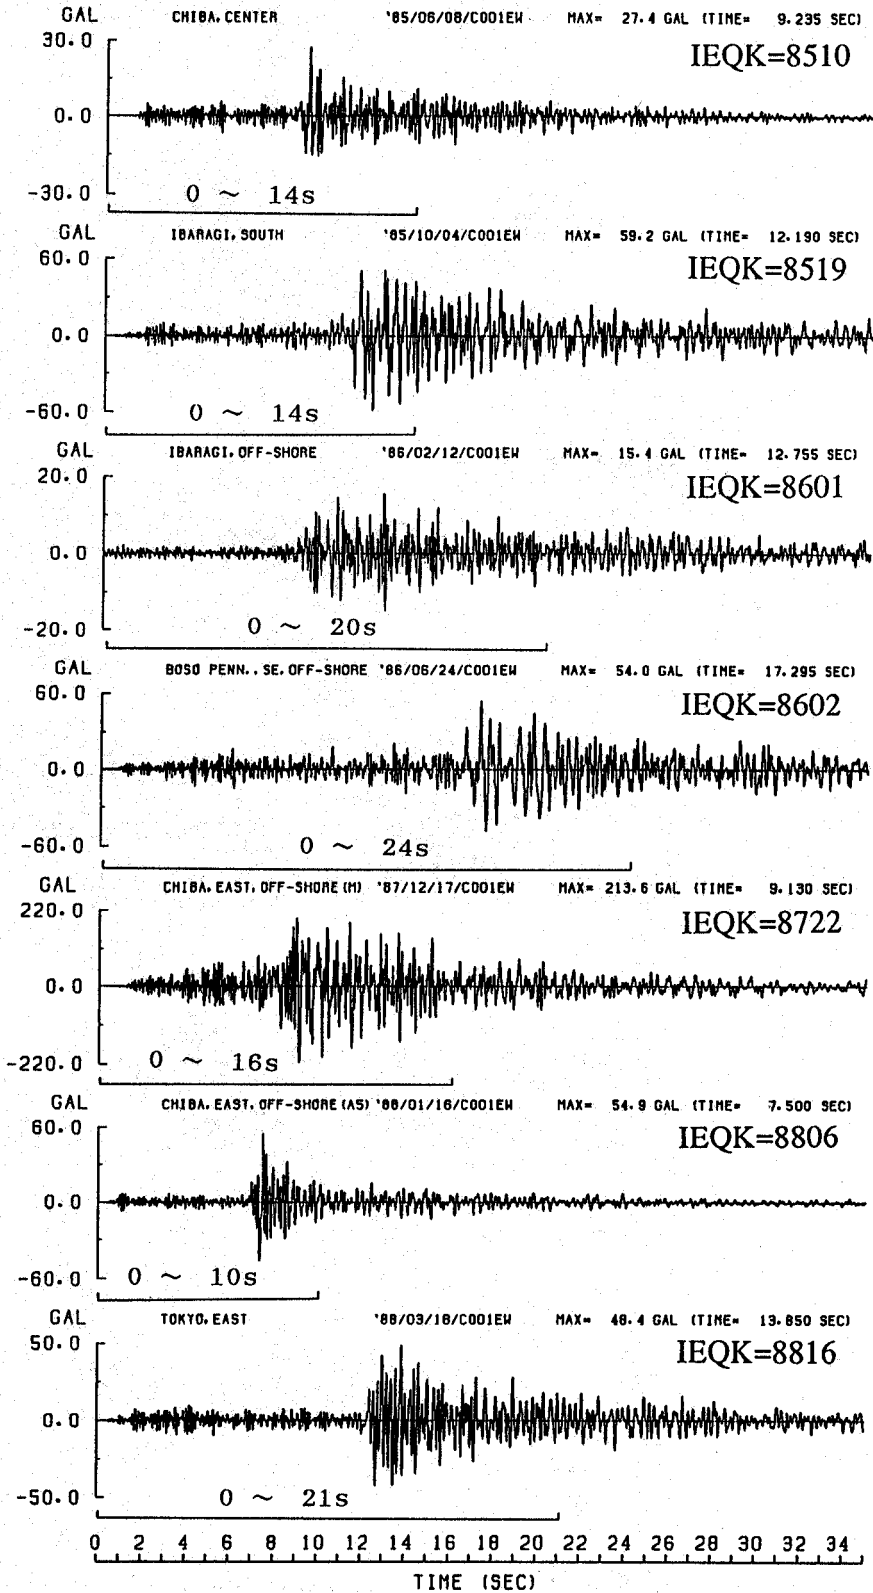 GAL CHIBA. CENTER '85/06/08/C001EW MAX= 27.4 GAL (TIME= 9.235 SEC)
30.0 IEQK=8510
0.0
-30.0 0 ~ 14s
GAL IBARAGI. SOUTH '85/10/04/C001EW MAX= 59.2 GAL (TIME= 12.190 SEC)
60.0 IEQK=8519
0.0
-60.0 0 ~ 14s
GAL IBARAGI. OFF-SHORE '86/02/12/C001EW MAX= 15.4 GAL (TIME= 12.755 SEC)
20.0 IEQK=8601
0.0
-20.0 0 ~ 20s
GAL BOSO PENN.. SE. OFF-SHORE '86/06/24/C001EW MAX= 54.0 GAL (TIME= 17.295 SEC)
60.0 IEQK=8602
0.0
-60.0 0 ~ 24s
GAL CHIBA. EAST. OFF-SHORE (M) '87/12/17/C001EW MAX= 213.6 GAL (TIME= 9.130 SEC)
220.0 IEQK=8722
0.0
-220.0 0 ~ 16s
GAL CHIBA. EAST. OFF-SHORE (AS) '88/01/16/C001EW MAX= 54.9 GAL (TIME= 7.500 SEC)
60.0 IEQK=8806
0.0
-60.0 0 ~ 10s
GAL TOKYO. EAST '88/03/18/C001EW MAX= 48.4 GAL (TIME= 13.850 SEC)
50.0 IEQK=8816
0.0
-50.0 0 ~ 21s
0 2 4 6 8 10 12 14 16 18 20 22 24 26 28 30 32 34
TIME (SEC)